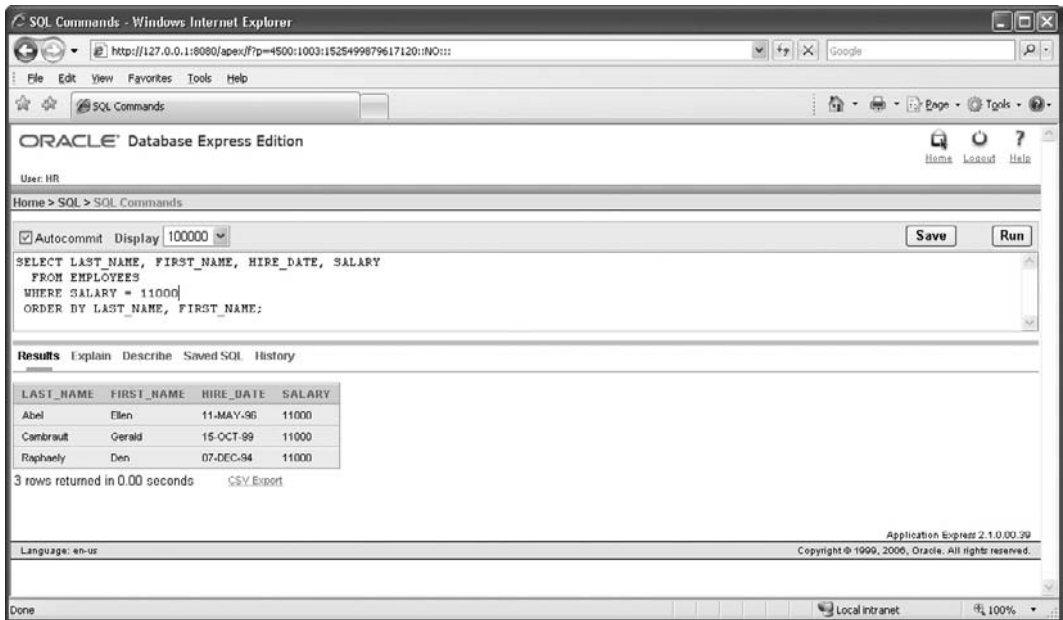 SQL Commands - Windows Internet Explorer
http://127.0.0.1:8080/apex/f?p=4500:1003:1525499879617120::NO:::
Google
File Edit View Favorites Tools Help
SQL Commands
Page Tools
ORACLE Database Express Edition
Home Logout Help
User: HR
Home > SQL > SQL Commands
Autocommit Display 100000
Save Run
SELECT LAST_NAME, FIRST_NAME, HIRE_DATE, SALARY
FROM EMPLOYEES
WHERE SALARY = 11000
ORDER BY LAST_NAME, FIRST_NAME;
Results Explain Describe Saved SQL History
LAST_NAME FIRST_NAME HIRE_DATE SALARY
Abel Ellen 11-MAY-96 11000
Cambrault Gerald 15-OCT-99 11000
Raphaely Den 07-DEC-94 11000
3 rows returned in 0.00 seconds CSV Export
Application Express 2.1.0.00.39
Language: en-us Copyright © 1999, 2006, Oracle. All rights reserved.
Done Local intranet 100%